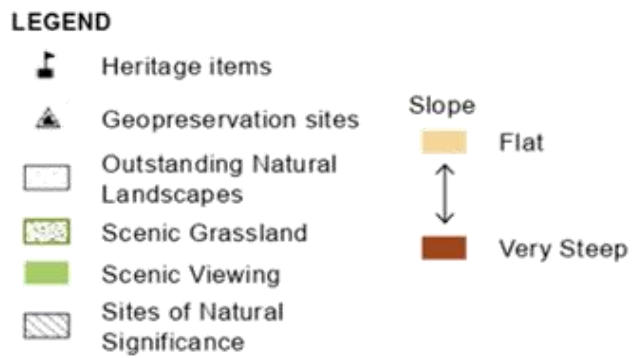 LEGEND
Heritage items
Geopreservation sites
Outstanding Natural
Landscapes
Scenic Grassland
Scenic Viewing
Sites of Natural
Significance
Slope
Flat
Very Steep